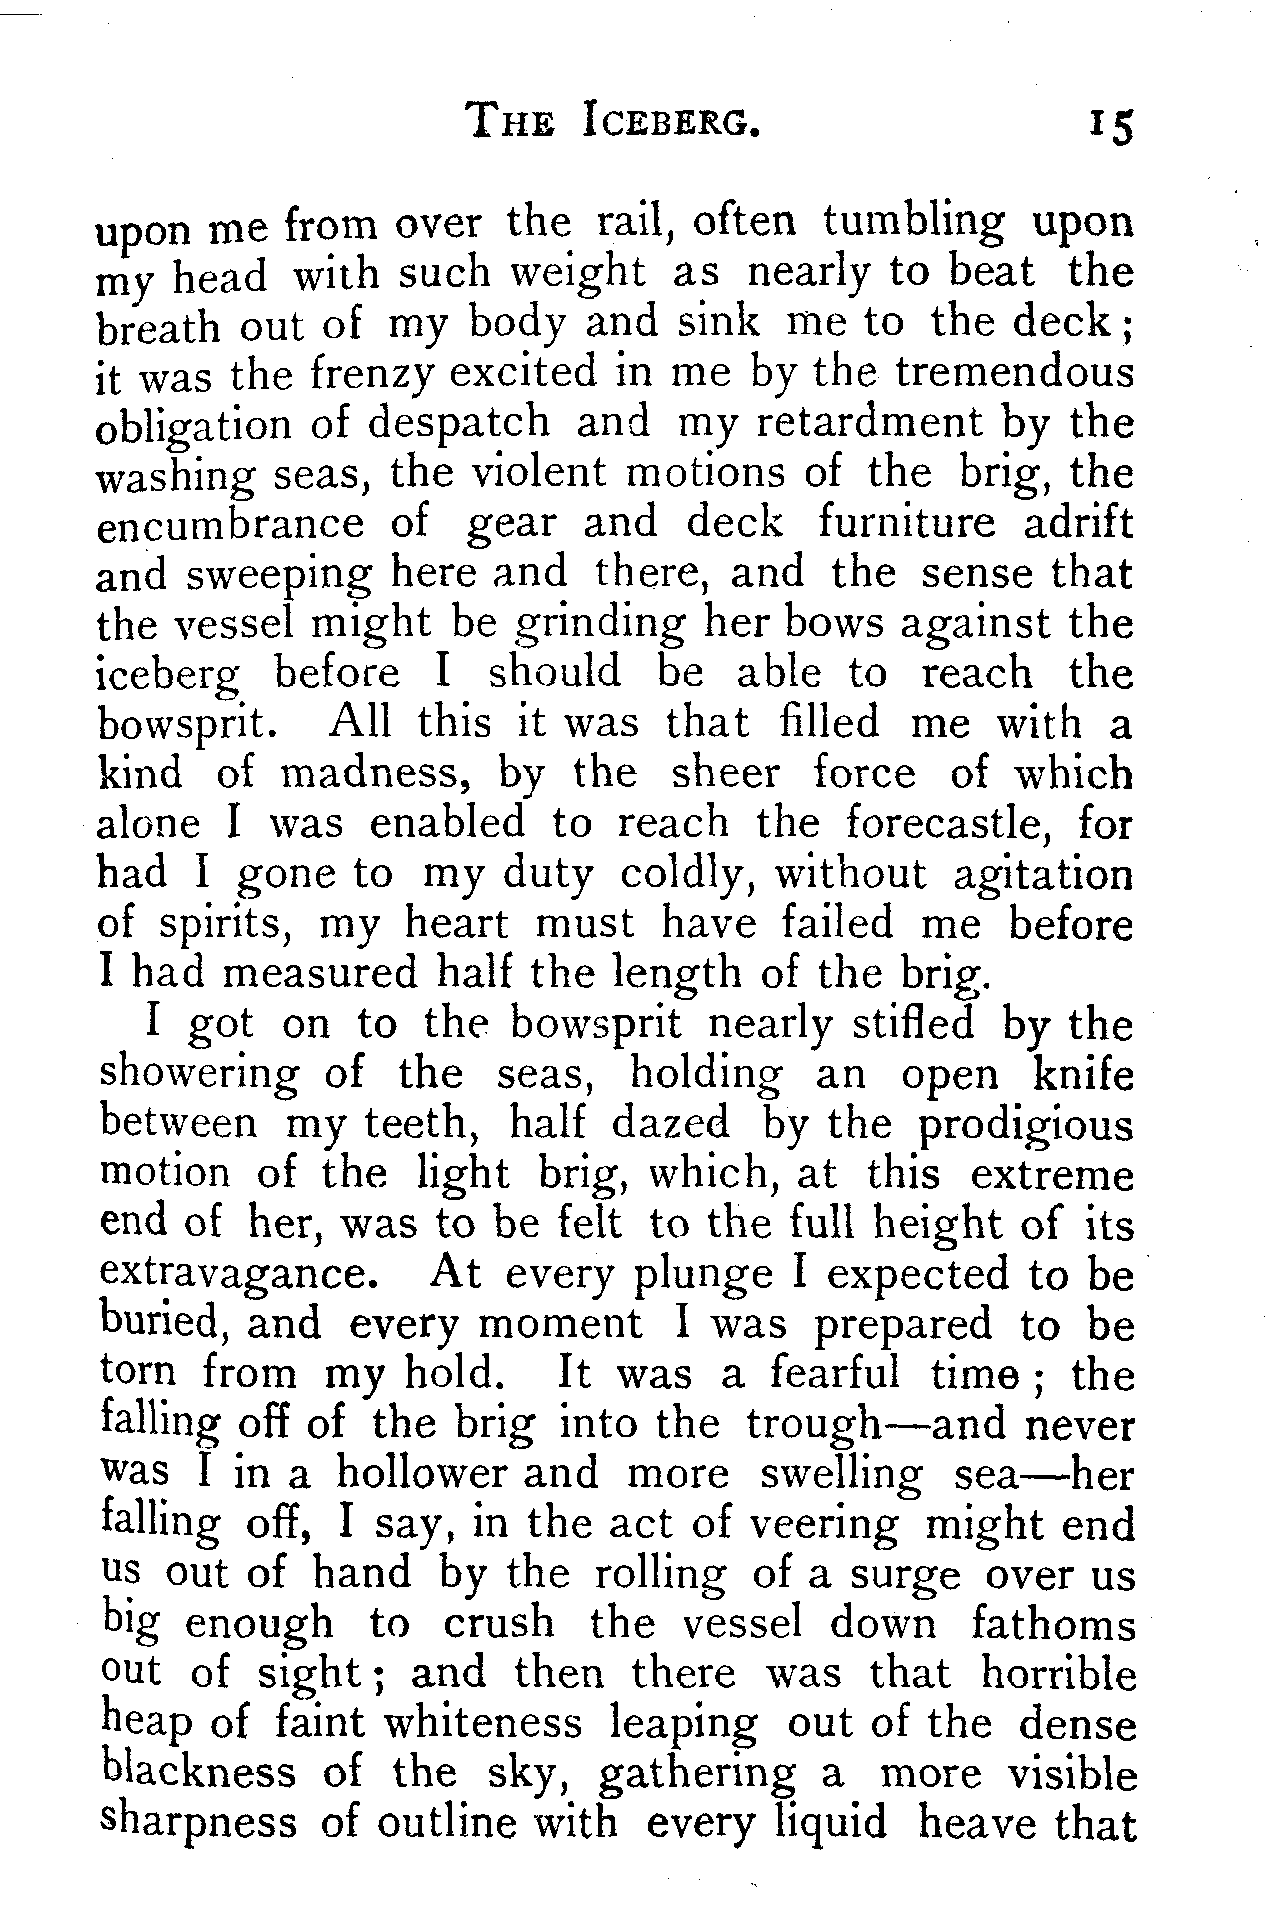 THE ICEBERG. 15
upon me from over the rail, often tumbling upon
my head with such weight as nearly to beat the
breath out of my body and sink me to the deck ;
it was the frenzy excited in me by the tremendous
obligation of despatch and my retardment by the
washing seas, the violent motions of the brig, the
encumbrance of gear and deck furniture adrift
and sweeping here and there, and the sense that
the vessel might be grinding her bows against the
iceberg before I should be able to reach the
bowsprit. All this it was that filled me with a
kind of madness, by the sheer force of which
alone I was enabled to reach the forecastle, for
had I gone to my duty coldly, without agitation
of spirits, my heart must have failed me before
I had measured half the length of the brig.
I got on to the bowsprit nearly stifled by the
showering of the seas, holding an open knife
between my teeth, half dazed by the prodigious
motion of the light brig, which, at this extreme
end of her, was to be felt to the full height of its
extravagance. At every plunge I expected to be
buried, and every moment I was prepared to be
torn from my hold. It was a fearful time ; the
falling off of the brig into the trough—and never
was I in a hollower and more swelling sea—her
falling off, I say, in the act of veering might end
us out of hand by the rolling of a surge over us
big enough to crush the vessel down fathoms
out of sight ; and then there was that horrible
heap of faint whiteness leaping out of the dense
blackness of the sky, gathering a more visible
sharpness of outline with every liquid heave that